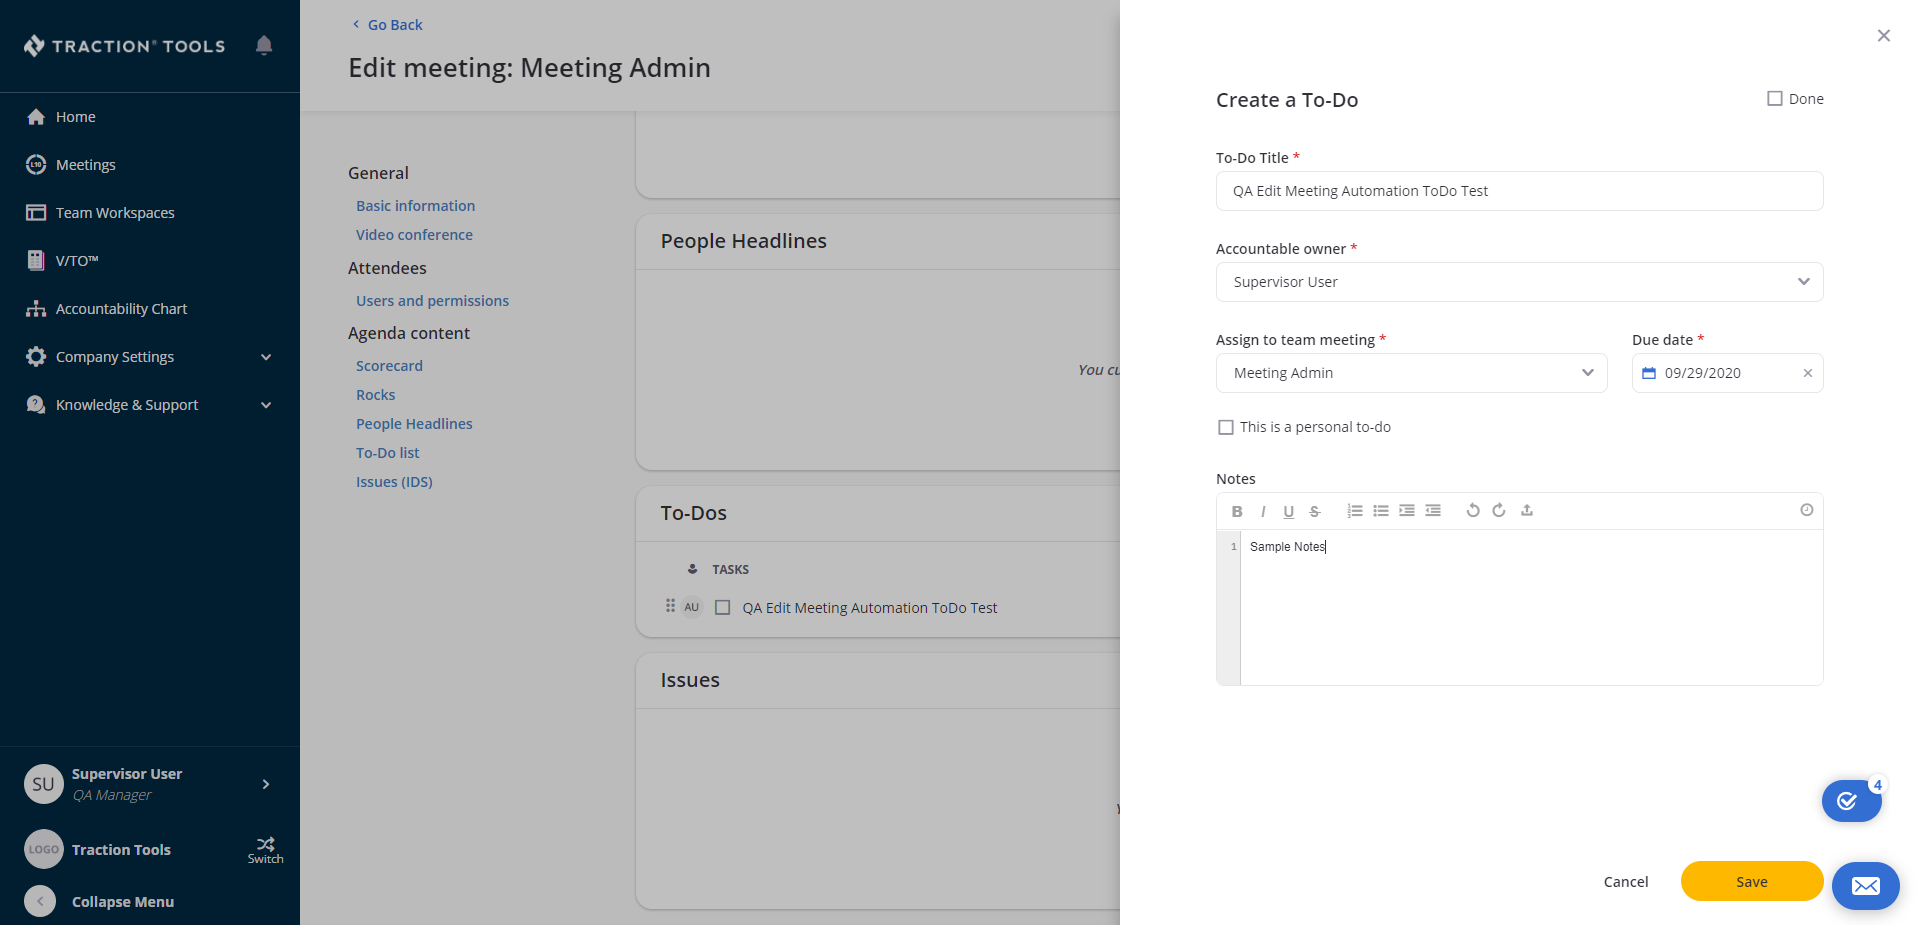 TRACTION® TOOLS
Home
L10
Meetings
Team Workspaces
V/TO™
Accountability Chart
Company Settings
Knowledge & Support
SU
Supervisor User
QA Manager
LOGO
Traction Tools
Switch
Collapse Menu
Go Back
Edit meeting: Meeting Admin
General
Basic information
Video conference
Attendees
Users and permissions
Agenda content
Scorecard
Rocks
People Headlines
To-Do list
Issues (IDS)
People Headlines
You cu
To-Dos
TASKS
AU
QA Edit Meeting Automation ToDo Test
Issues
Create a To-Do
Done
To-Do Title *
QA Edit Meeting Automation ToDo Test
Accountable owner *
Supervisor User
Assign to team meeting *
Due date *
Meeting Admin
09/29/2020
This is a personal to-do
Notes
B I U S
1 Sample Notes
4
Cancel
Save